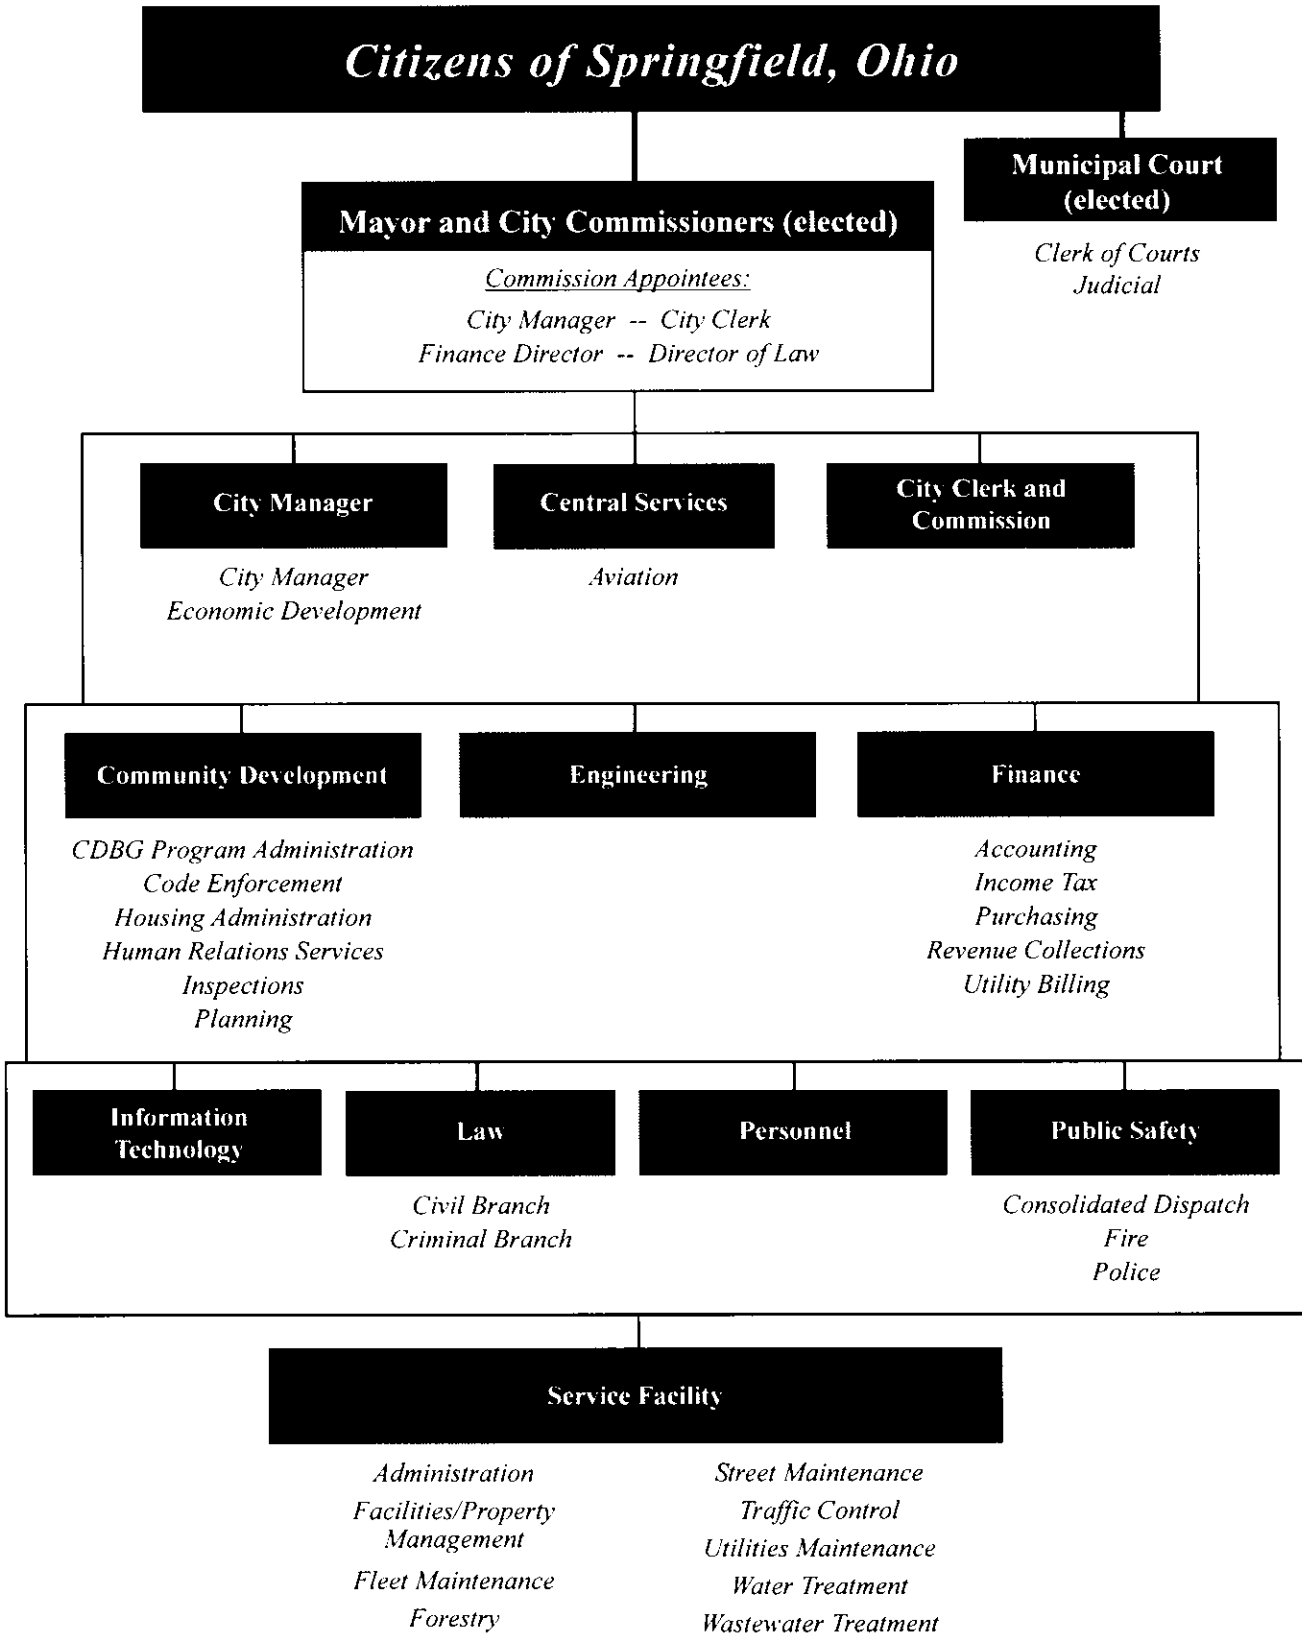 Citizens of Springfield, Ohio
Municipal Court
(elected)
Clerk of Courts
Judicial
Mayor and City Commissioners (elected)
Commission Appointees:
City Manager -- City Clerk
Finance Director -- Director of Law
City Manager
City Manager
Economic Development
Central Services
Aviation
City Clerk and
Commission
Community Development
CDBG Program Administration
Code Enforcement
Housing Administration
Human Relations Services
Inspections
Planning
Engineering
Finance
Accounting
Income Tax
Purchasing
Revenue Collections
Utility Billing
Information
Technology
Law
Civil Branch
Criminal Branch
Personnel
Public Safety
Consolidated Dispatch
Fire
Police
Service Facility
Administration
Facilities/Property
Management
Fleet Maintenance
Forestry
Street Maintenance
Traffic Control
Utilities Maintenance
Water Treatment
Wastewater Treatment